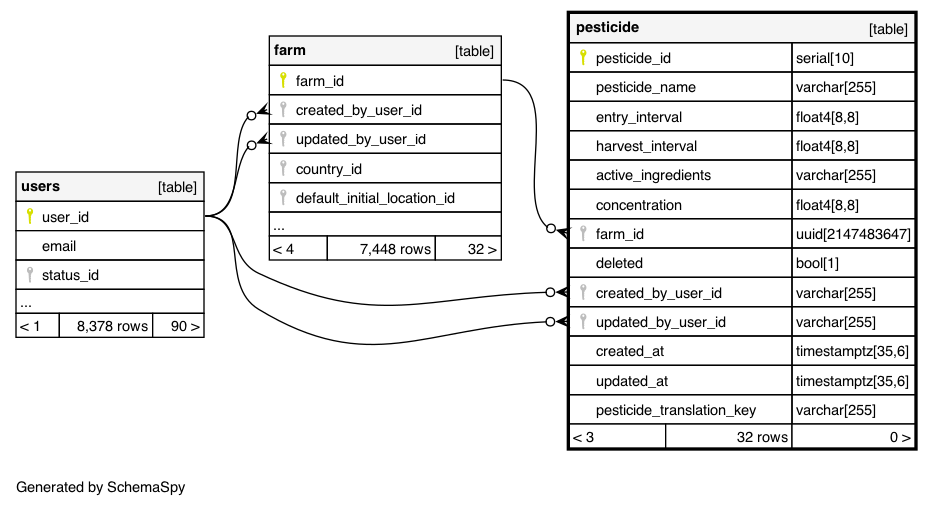 users [table]
user_id
email
status_id
...
< 1 8,378 rows 90 >
farm [table]
farm_id
created_by_user_id
updated_by_user_id
country_id
default_initial_location_id
...
< 4 7,448 rows 32 >
pesticide [table]
pesticide_id serial[10]
pesticide_name varchar[255]
entry_interval float4[8,8]
harvest_interval float4[8,8]
active_ingredients varchar[255]
concentration float4[8,8]
farm_id uuid[2147483647]
deleted bool[1]
created_by_user_id varchar[255]
updated_by_user_id varchar[255]
created_at timestamptz[35,6]
updated_at timestamptz[35,6]
pesticide_translation_key varchar[255]
< 3 32 rows 0 >
Generated by SchemaSpy